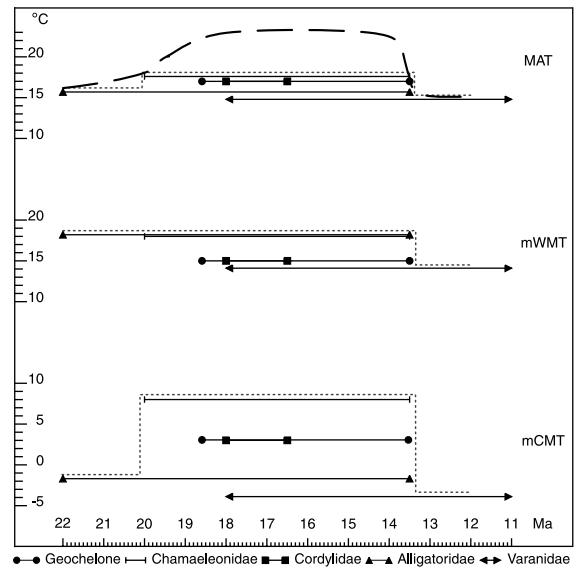 °C
20
MAT
15
10
20
mWMT
15
10
10
5
mCMT
0
-5
22 21 20 19 18 17 16 15 14 13 12 11 Ma
Geochelone Chamaeleonidae Cordylidae Alligatoridae Varanidae